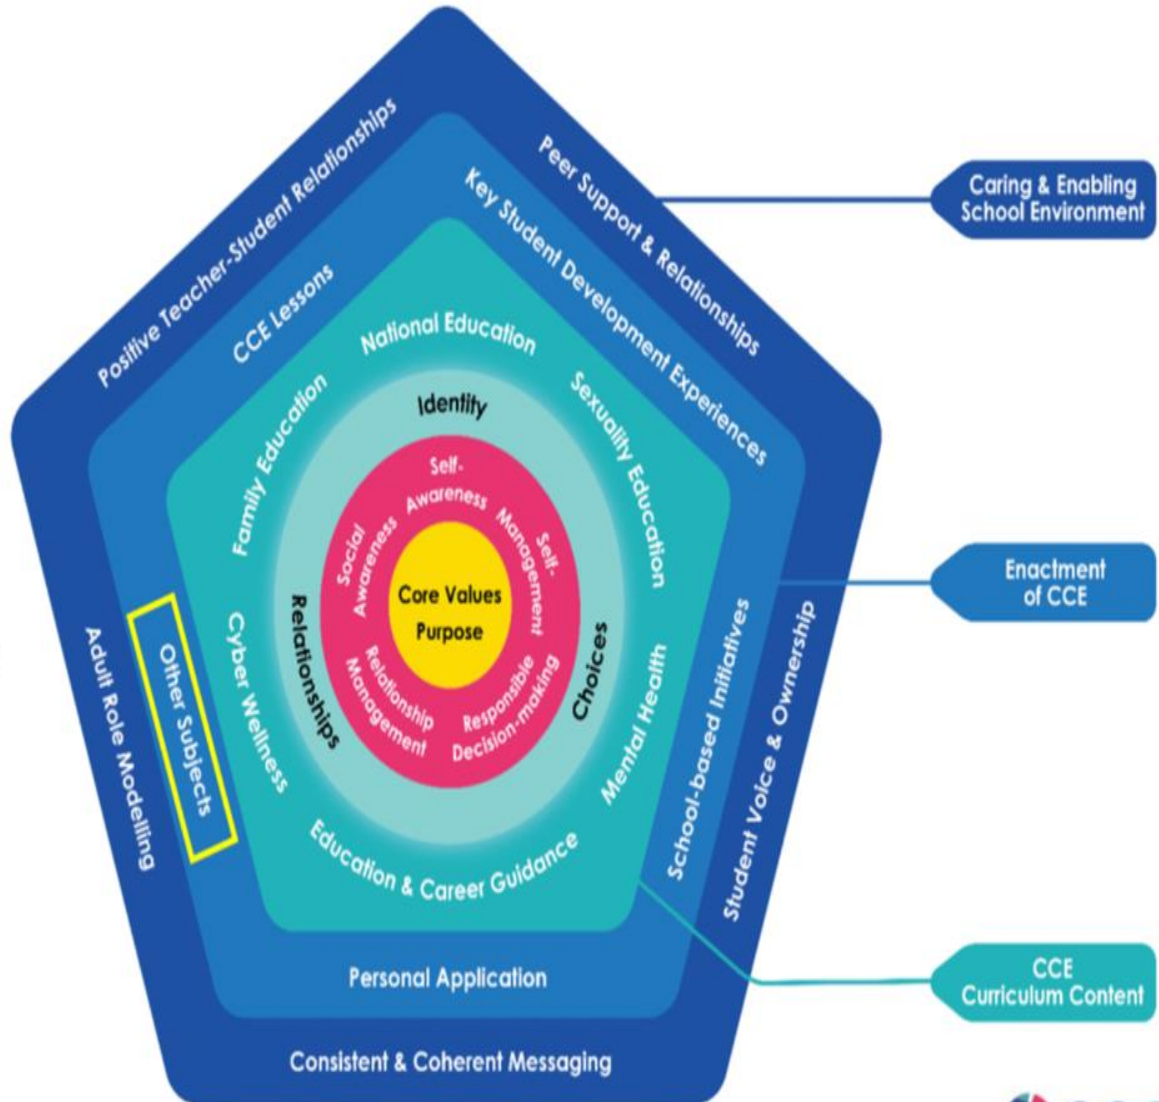 Positive Teacher-Student Relationships
Peer Support & Relationships
Adult Role Modelling
Student Voice & Ownership
Consistent & Coherent Messaging
CCE Lessons
Key Student Development Experiences
Other Subjects
School-based Initiatives
Personal Application
National Education
Family Education
Sexuality Education
Cyber Wellness
Mental Health
Education & Career Guidance
Identity
Relationships
Choices
Self-
Awareness
Social
Awareness
Self-
Management
Relationship
Management
Responsible
Decision-making
Core Values
Purpose
Caring & Enabling
School Environment
Enactment
of CCE
CCE
Curriculum Content